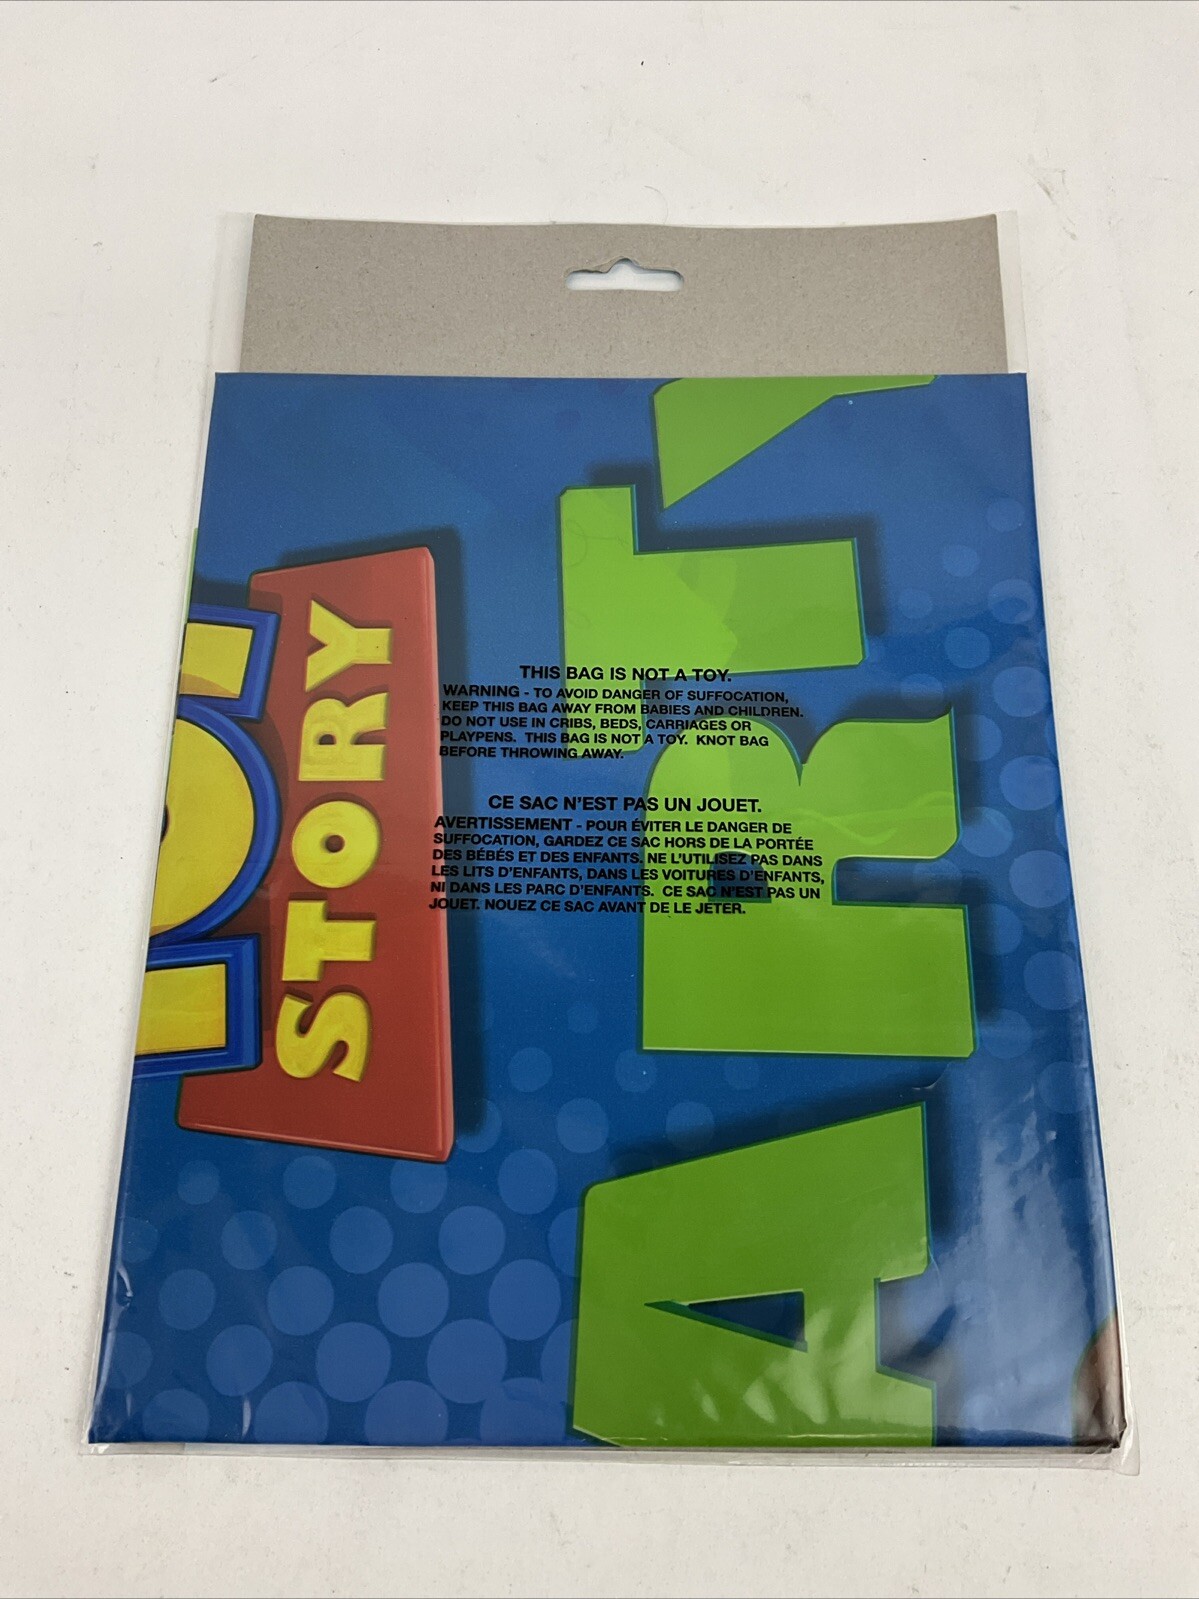 STORY
ARTY
THIS BAG IS NOT A TOY.
WARNING - TO AVOID DANGER OF SUFFOCATION,
KEEP THIS BAG AWAY FROM BABIES AND CHILDREN.
DO NOT USE IN CRIBS, BEDS, CARRIAGES OR
PLAYPENS. THIS BAG IS NOT A TOY. KNOT BAG
BEFORE THROWING AWAY.
CE SAC N'EST PAS UN JOUET.
AVERTISSEMENT - POUR ÉVITER LE DANGER DE
SUFFOCATION, GARDEZ CE SAC HORS DE LA PORTÉE
DES BÉBÉS ET DES ENFANTS. NE L'UTILISEZ PAS DANS
LES LITS D'ENFANTS, DANS LES VOITURES D'ENFANTS,
NI DANS LES PARC D'ENFANTS. CE SAC N'EST PAS UN
JOUET. NOUEZ CE SAC AVANT DE LE JETER.